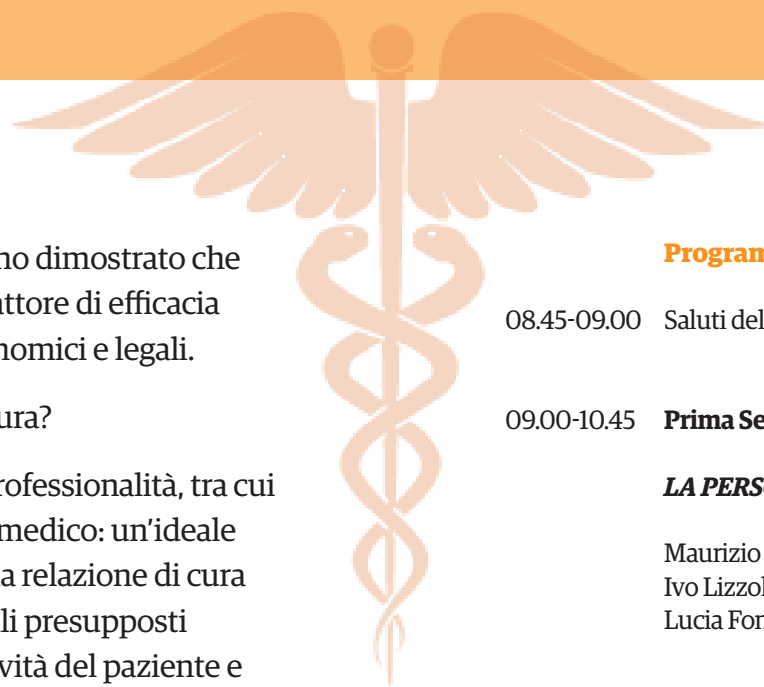 no dimostrato che
attore di efficacia
nomici e legali.
ura?
rofessionalità, tra cui
medico: un'ideale
a relazione di cura
li presupposti
vità del paziente e
Program
08.45-09.00 Saluti del
09.00-10.45 Prima Se
LA PERS
Maurizio
Ivo Lizzol
Lucia Fon